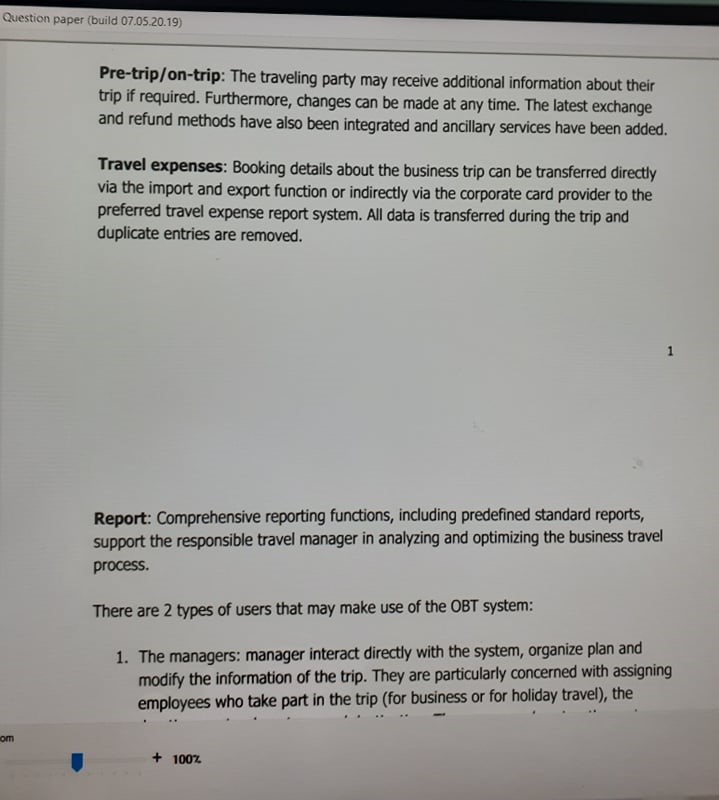 Question paper (build 07.05.20.19)
Pre-trip/on-trip: The traveling party may receive additional information about their
trip if required. Furthermore, changes can be made at any time. The latest exchange
and refund methods have also been integrated and ancillary services have been added.
Travel expenses: Booking details about the business trip can be transferred directly
via the import and export function or indirectly via the corporate card provider to the
preferred travel expense report system. All data is transferred during the trip and
duplicate entries are removed.
1
Report: Comprehensive reporting functions, including predefined standard reports,
support the responsible travel manager in analyzing and optimizing the business travel
process.
There are 2 types of users that may make use of the OBT system:
1. The managers: manager interact directly with the system, organize plan and
modify the information of the trip. They are particularly concerned with assigning
employees who take part in the trip (for business or for holiday travel), the
om
+ 100%